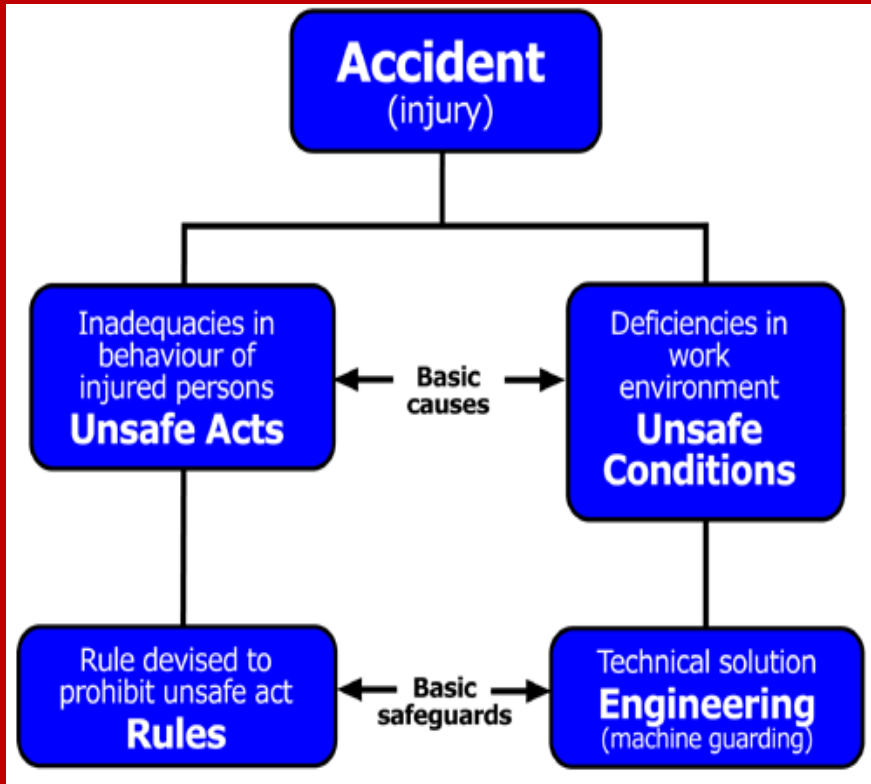 Accident
(injury)
Inadequacies in
behaviour of
injured persons
Unsafe Acts
Basic
causes
Deficiencies in
work
environment
Unsafe
Conditions
Rule devised to
prohibit unsafe act
Rules
Basic
safeguards
Technical solution
Engineering
(machine guarding)